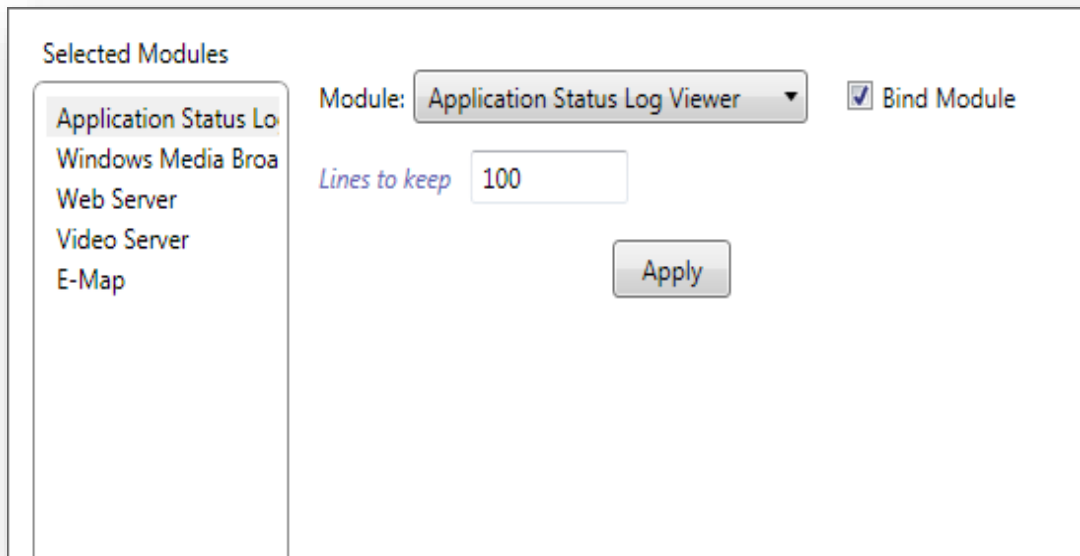 Selected Modules
Application Status Lo
Windows Media Broa
Web Server
Video Server
E-Map
Module: Application Status Log Viewer
Bind Module
Lines to keep 100
Apply